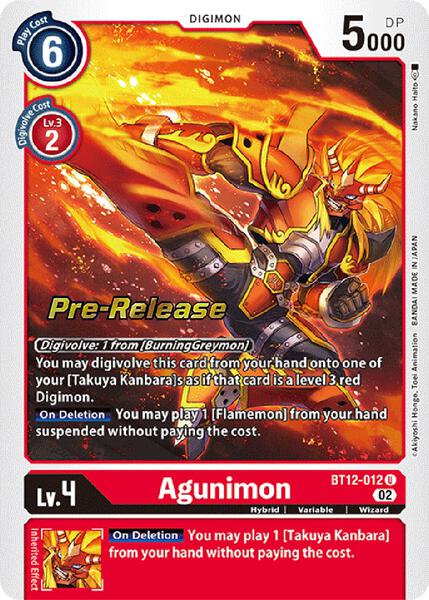 DIGIMON
Play Cost
6
5000 DP
Digivolve Cost
Lv.3
2
Nakano Haito
©Akiyoshi Hongo, Toei Animation BANDAI MADE IN JAPAN
Pre-Release
Digivolve: 1 from [BurningGreymon]
You may digivolve this card from your hand onto one
of your [Takuya Kanbara]s as if that card is a level 3 red
Digimon.
On Deletion You may play 1 [Flamemon] from your hand
suspended without paying the cost.
Lv.4
Agunimon
BT12-012 U
02
Hybrid | Variable | Wizard
Inherited Effect
On Deletion You may play 1 [Takuya Kanbara]
from your hand without paying the cost.